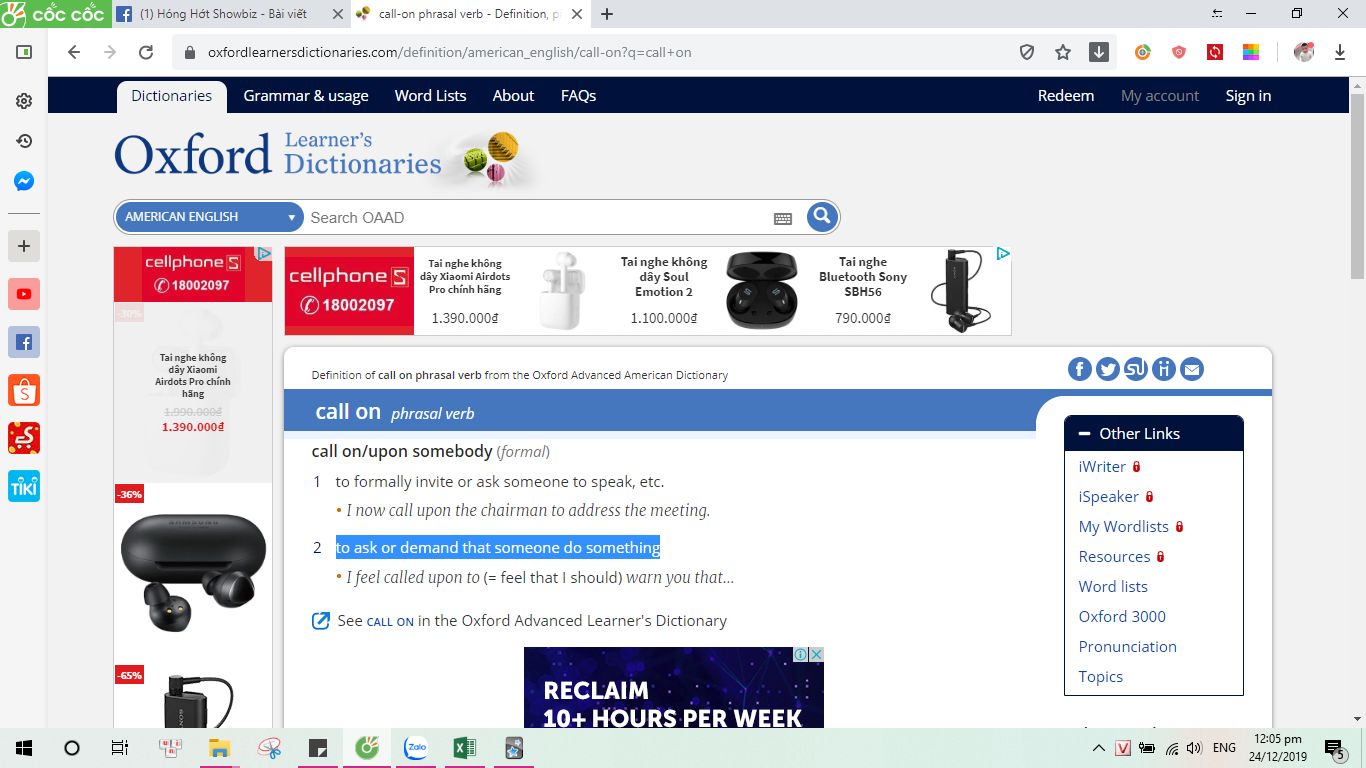 cốc cốc
(1) Hóng Hớt Showbiz - Bài viết
call-on phrasal verb - Definition, p
oxfordlearnersdictionaries.com/definition/american_english/call-on?q=call+on
Dictionaries Grammar & usage Word Lists About FAQs Redeem My account Sign in
Oxford
Learner's
Dictionaries
AMERICAN ENGLISH
Search OAAD
cellphone S
18002097
-30%
Tai nghe không
dây Xiaomi
Airdots Pro chính
hãng
1.990.000₫
1.390.000₫
-36%
SAMSUNG
-65%
SONY
cellphone S
18002097
Tai nghe không
dây Xiaomi Airdots
Pro chính hãng
1.390.000₫
Tai nghe không
dây Soul
Emotion 2
1.100.000₫
Tai nghe
Bluetooth Sony
SBH56
790.000₫
Definition of call on phrasal verb from the Oxford Advanced American Dictionary
call on phrasal verb
call on/upon somebody (formal)
1 to formally invite or ask someone to speak, etc.
• I now call upon the chairman to address the meeting.
2 to ask or demand that someone do something
• I feel called upon to (= feel that I should) warn you that…
See CALL ON in the Oxford Advanced Learner's Dictionary
RECLAIM
10+ HOURS PER WEEK
Other Links
iWriter
iSpeaker
My Wordlists
Resources
Word lists
Oxford 3000
Pronunciation
Topics
TIKI
Zalo
V
ENG
12:05 pm
24/12/2019
5